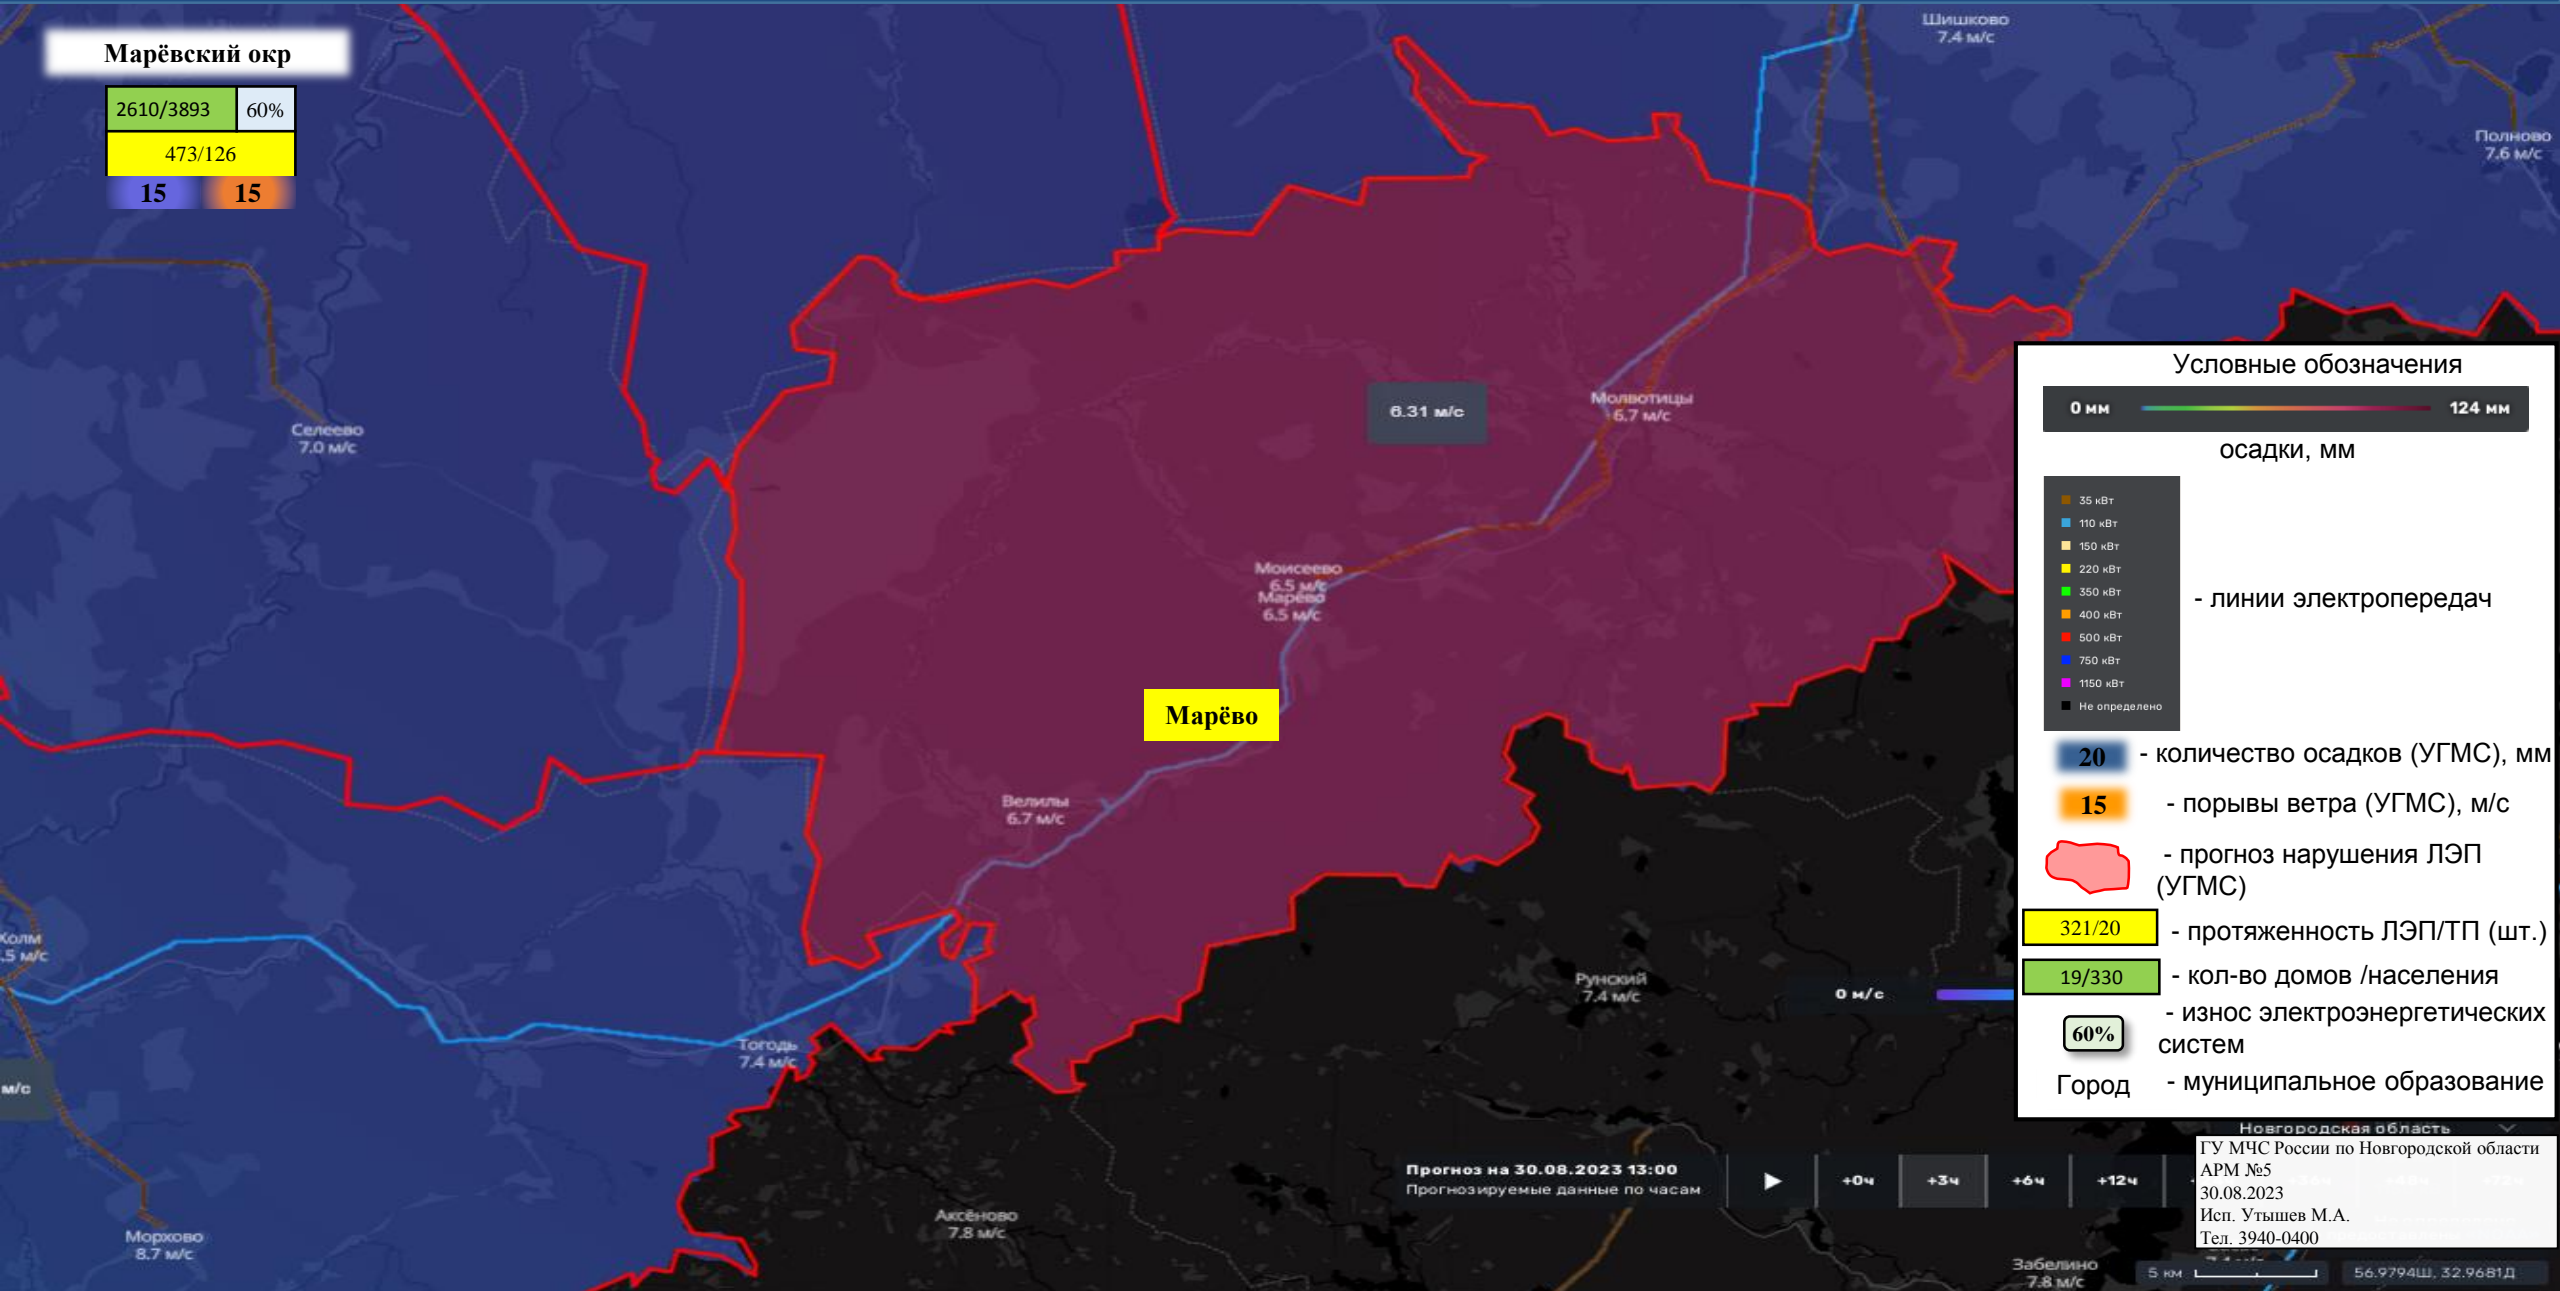 Марёвский окр
2610/3893 60%
473/126
15 15
Шишково
7.4 м/с
Полново
7.6 м/с
Селеево
7.0 м/с
6.31 м/с
Молвотицы
6.7 м/с
Моисеево
6.5 м/с
Марёво
6.5 м/с
Марёво
Велилы
6.7 м/с
Холм
.5 м/с
Тогодь
7.4 м/с
м/с
Морхово
8.7 м/с
Аксёново
7.8 м/с
Рунский
7.4 м/с
0 м/с
Забелино
7.8 м/с
Условные обозначения
0 мм 124 мм
осадки, мм
35 кВт
110 кВт
150 кВт
220 кВт
350 кВт
400 кВт
500 кВт
750 кВт
1150 кВт
Не определено
- линии электропередач
20 - количество осадков (УГМС), мм
15 - порывы ветра (УГМС), м/с
- прогноз нарушения ЛЭП
(УГМС)
321/20 - протяженность ЛЭП/ТП (шт.)
19/330 - кол-во домов /населения
- износ электроэнергетических
60% систем
Город - муниципальное образование
Новгородская область
ГУ МЧС России по Новгородской области
АРМ №5
30.08.2023
Исп. Утышев М.А.
Тел. 3940-0400
Прогноз на 30.08.2023 13:00
Прогнозируемые данные по часам
+0ч +3ч +6ч +12ч
5 км 56.9794Ш, 32.9681Д